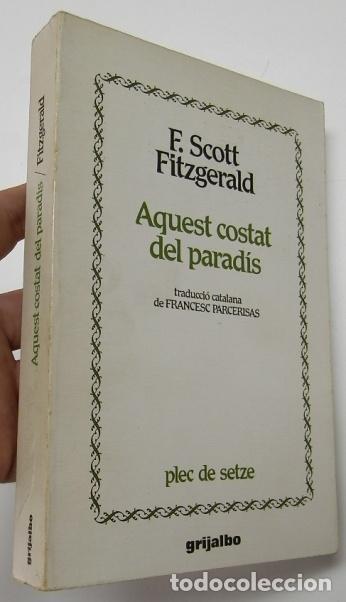 F. Scott
Fitzgerald
Aquest costat
del paradís
traducció catalana
de FRANCESC PARCERISAS
plec de setze
grijalbo
Aquest costat del paradís / Fitzgerald
grijalbo
todocoleccion